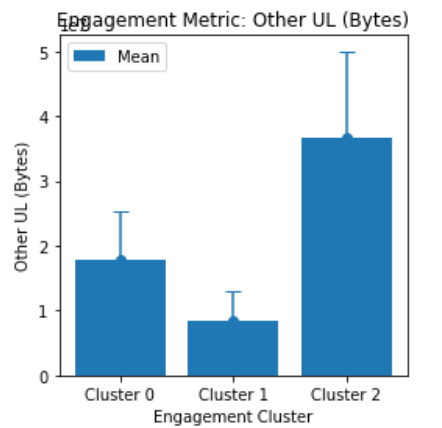 Engagement Metric: Other UL (Bytes)
1e7
Mean
5
4
3
2
1
0
Other UL (Bytes)
Cluster 0 Cluster 1 Cluster 2
Engagement Cluster